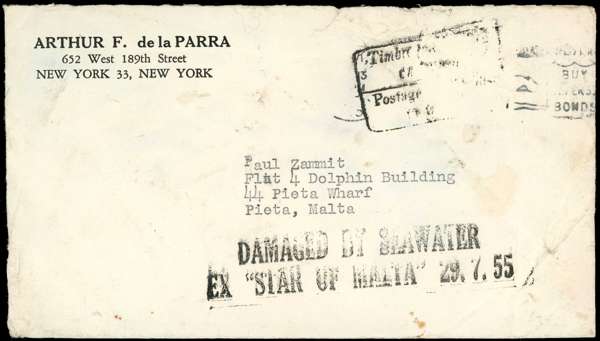 ARTHUR F. de la PARRA
652 West 189th Street
NEW YORK 33, NEW YORK
Timbre
Postage
BUY
BONDS
Paul Zammit
Flat 4 Dolphin Building
44 Pieta Wharf
Pieta, Malta
DAMAGED BY SEAWATER
EX "STAR OF MALTA" 29.7.55